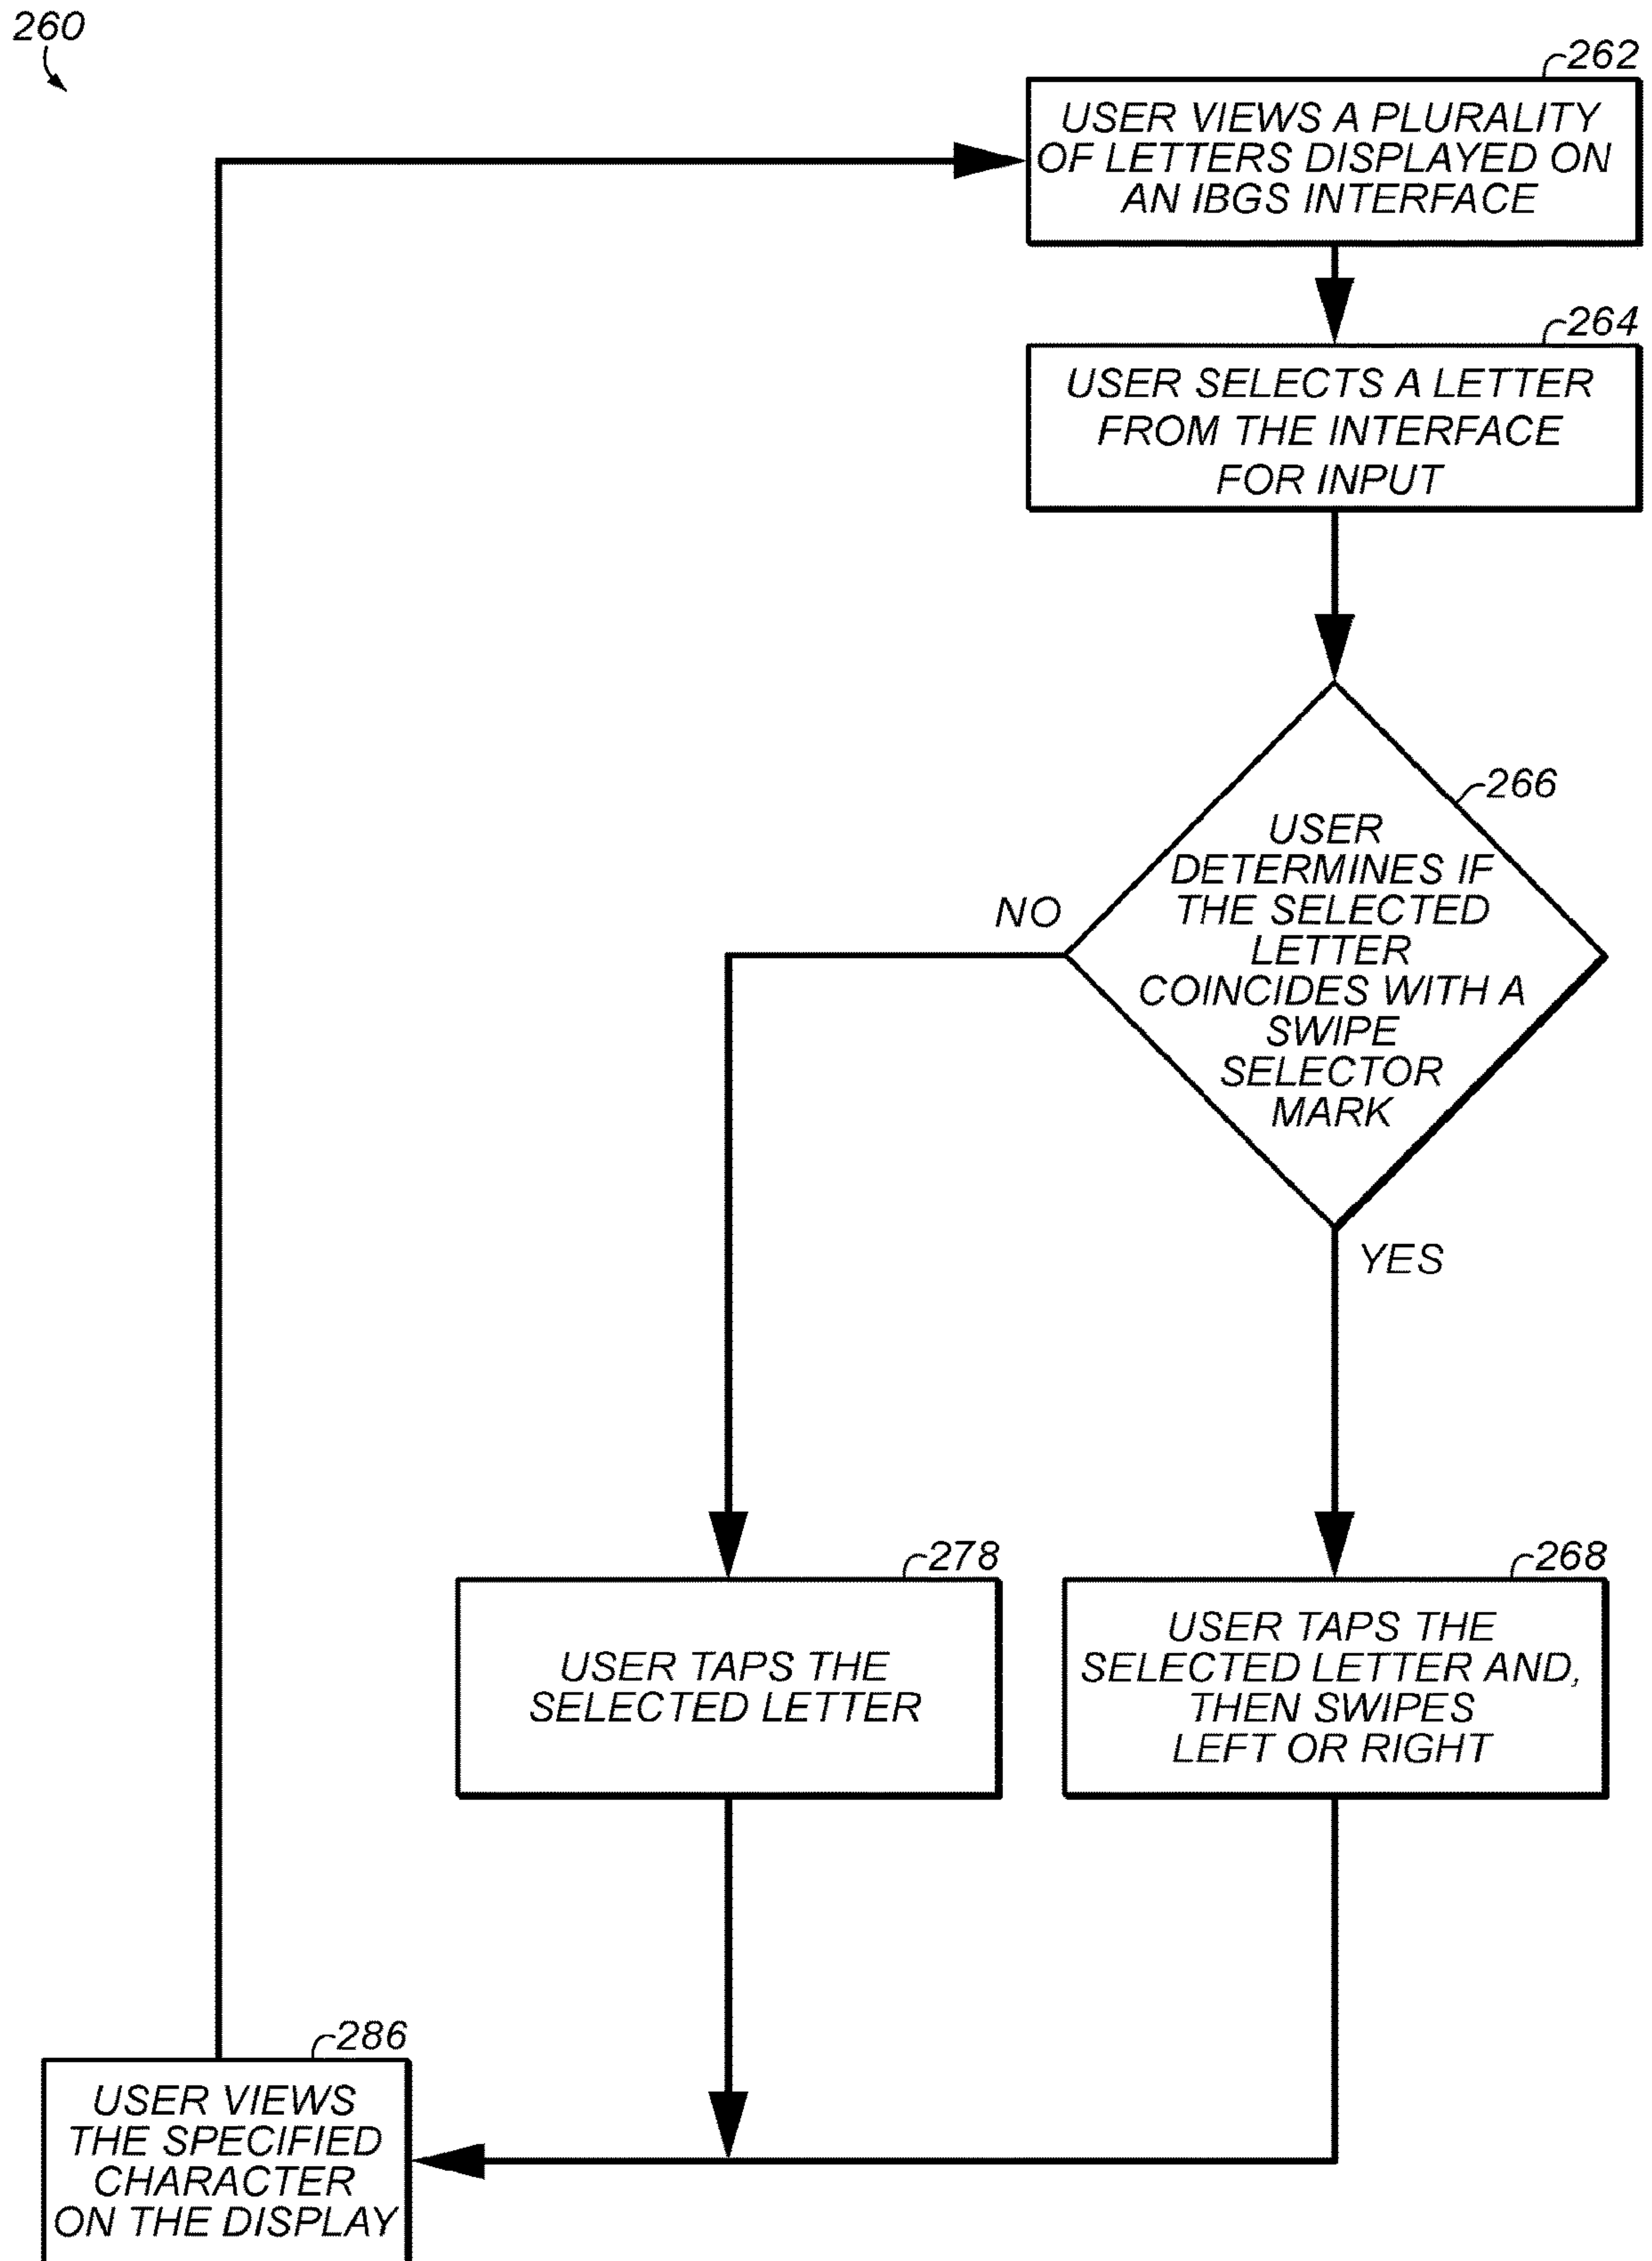 260
262
USER VIEWS A PLURALITY
OF LETTERS DISPLAYED ON
AN IBGS INTERFACE
264
USER SELECTS A LETTER
FROM THE INTERFACE
FOR INPUT
266
USER
DETERMINES IF
THE SELECTED
LETTER
COINCIDES WITH A
SWIPE
SELECTOR
MARK
NO
YES
278
USER TAPS THE
SELECTED LETTER
268
USER TAPS THE
SELECTED LETTER AND,
THEN SWIPES
LEFT OR RIGHT
286
USER VIEWS
THE SPECIFIED
CHARACTER
ON THE DISPLAY